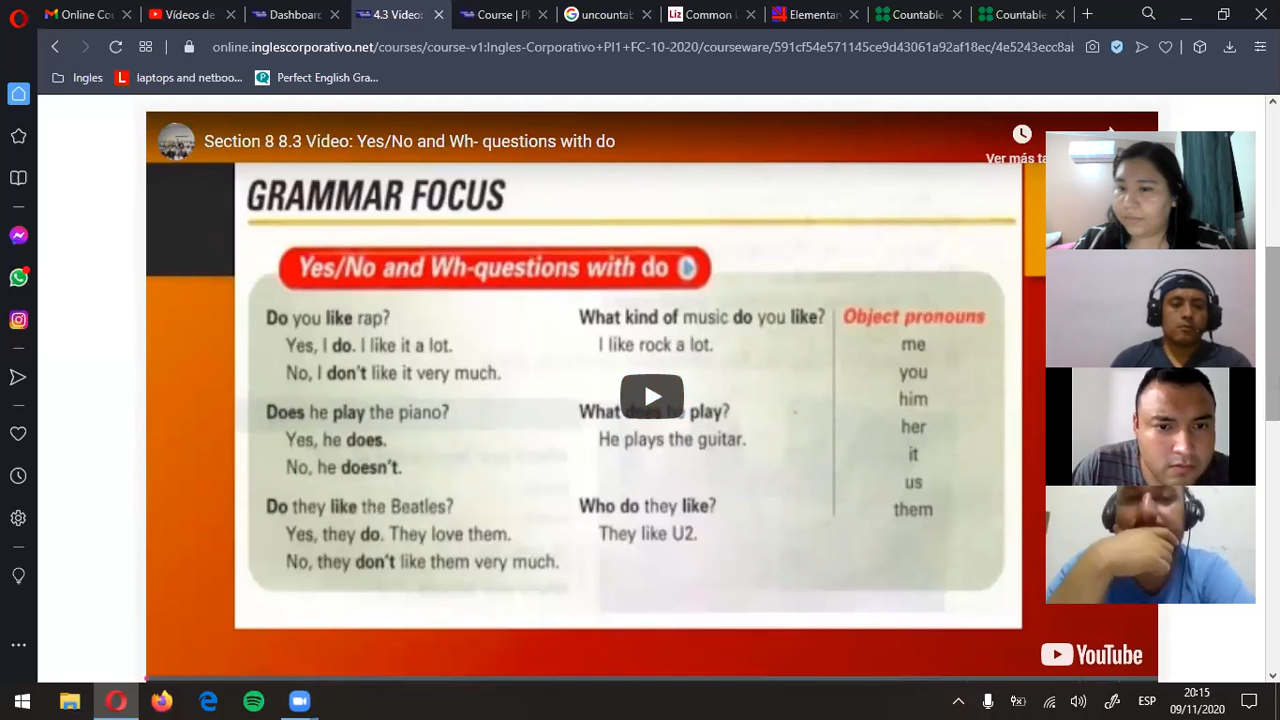 Gmail Online Cou
Vídeos de
Dashboard
4.3 Video:
Course | Pl
uncountab
Liz Common U
Elementary
Countable
Countable
online.inglescorporativo.net/courses/course-v1:Ingles-Corporativo+PI1+FC-10-2020/courseware/591cf54e571145ce9d43061a92af18ec/4e5243ecc8a
Ingles
L laptops and netboo...
Perfect English Gra...
Section 8 8.3 Video: Yes/No and Wh- questions with do
Ver más ta
GRAMMAR FOCUS
Yes/No and Wh-questions with do
Do you like rap?
Yes, I do. I like it a lot.
No, I don't like it very much.
Does he play the piano?
Yes, he does.
No, he doesn't.
Do they like the Beatles?
Yes, they do. They love them.
No, they don't like them very much.
What kind of music do you like?
I like rock a lot.
What does he play?
He plays the guitar.
Who do they like?
They like U2.
Object pronouns
me
you
him
her
it
us
them
YouTube
ESP
20:15
09/11/2020